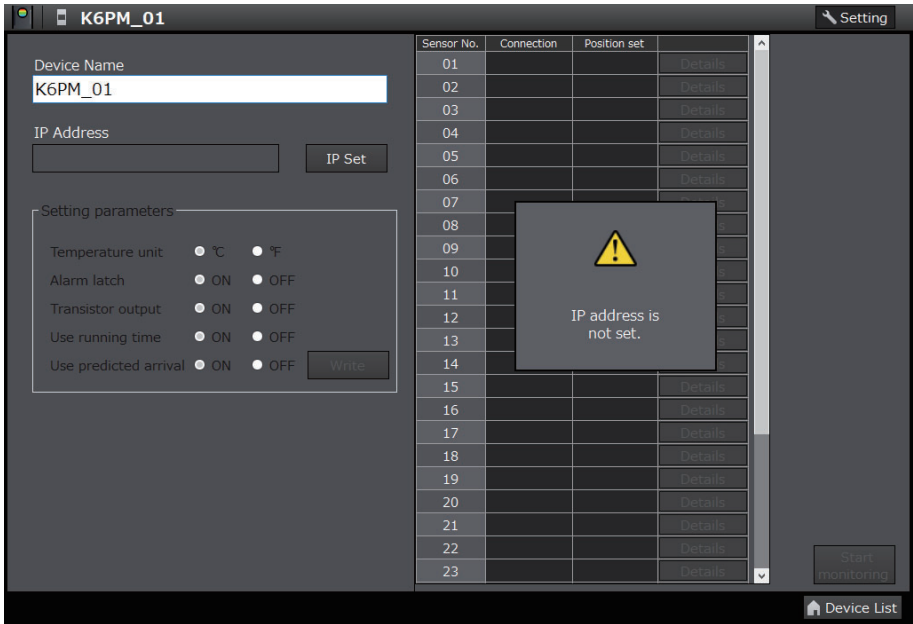 K6PM_01
Setting
Device Name
K6PM_01
IP Address
IP Set
Setting parameters
Temperature unit ℃ ℉
Alarm latch ON OFF
Transistor output ON OFF
Use running time ON OFF
Use predicted arrival ON OFF Write
Sensor No. Connection Position set
01 Details
02 Details
03 Details
04 Details
05 Details
06 Details
07
08
09
10
11
12
13
14
15 Details
16 Details
17 Details
18 Details
19 Details
20 Details
21 Details
22 Details
23 Details
IP address is
not set.
Start
monitoring
Device List